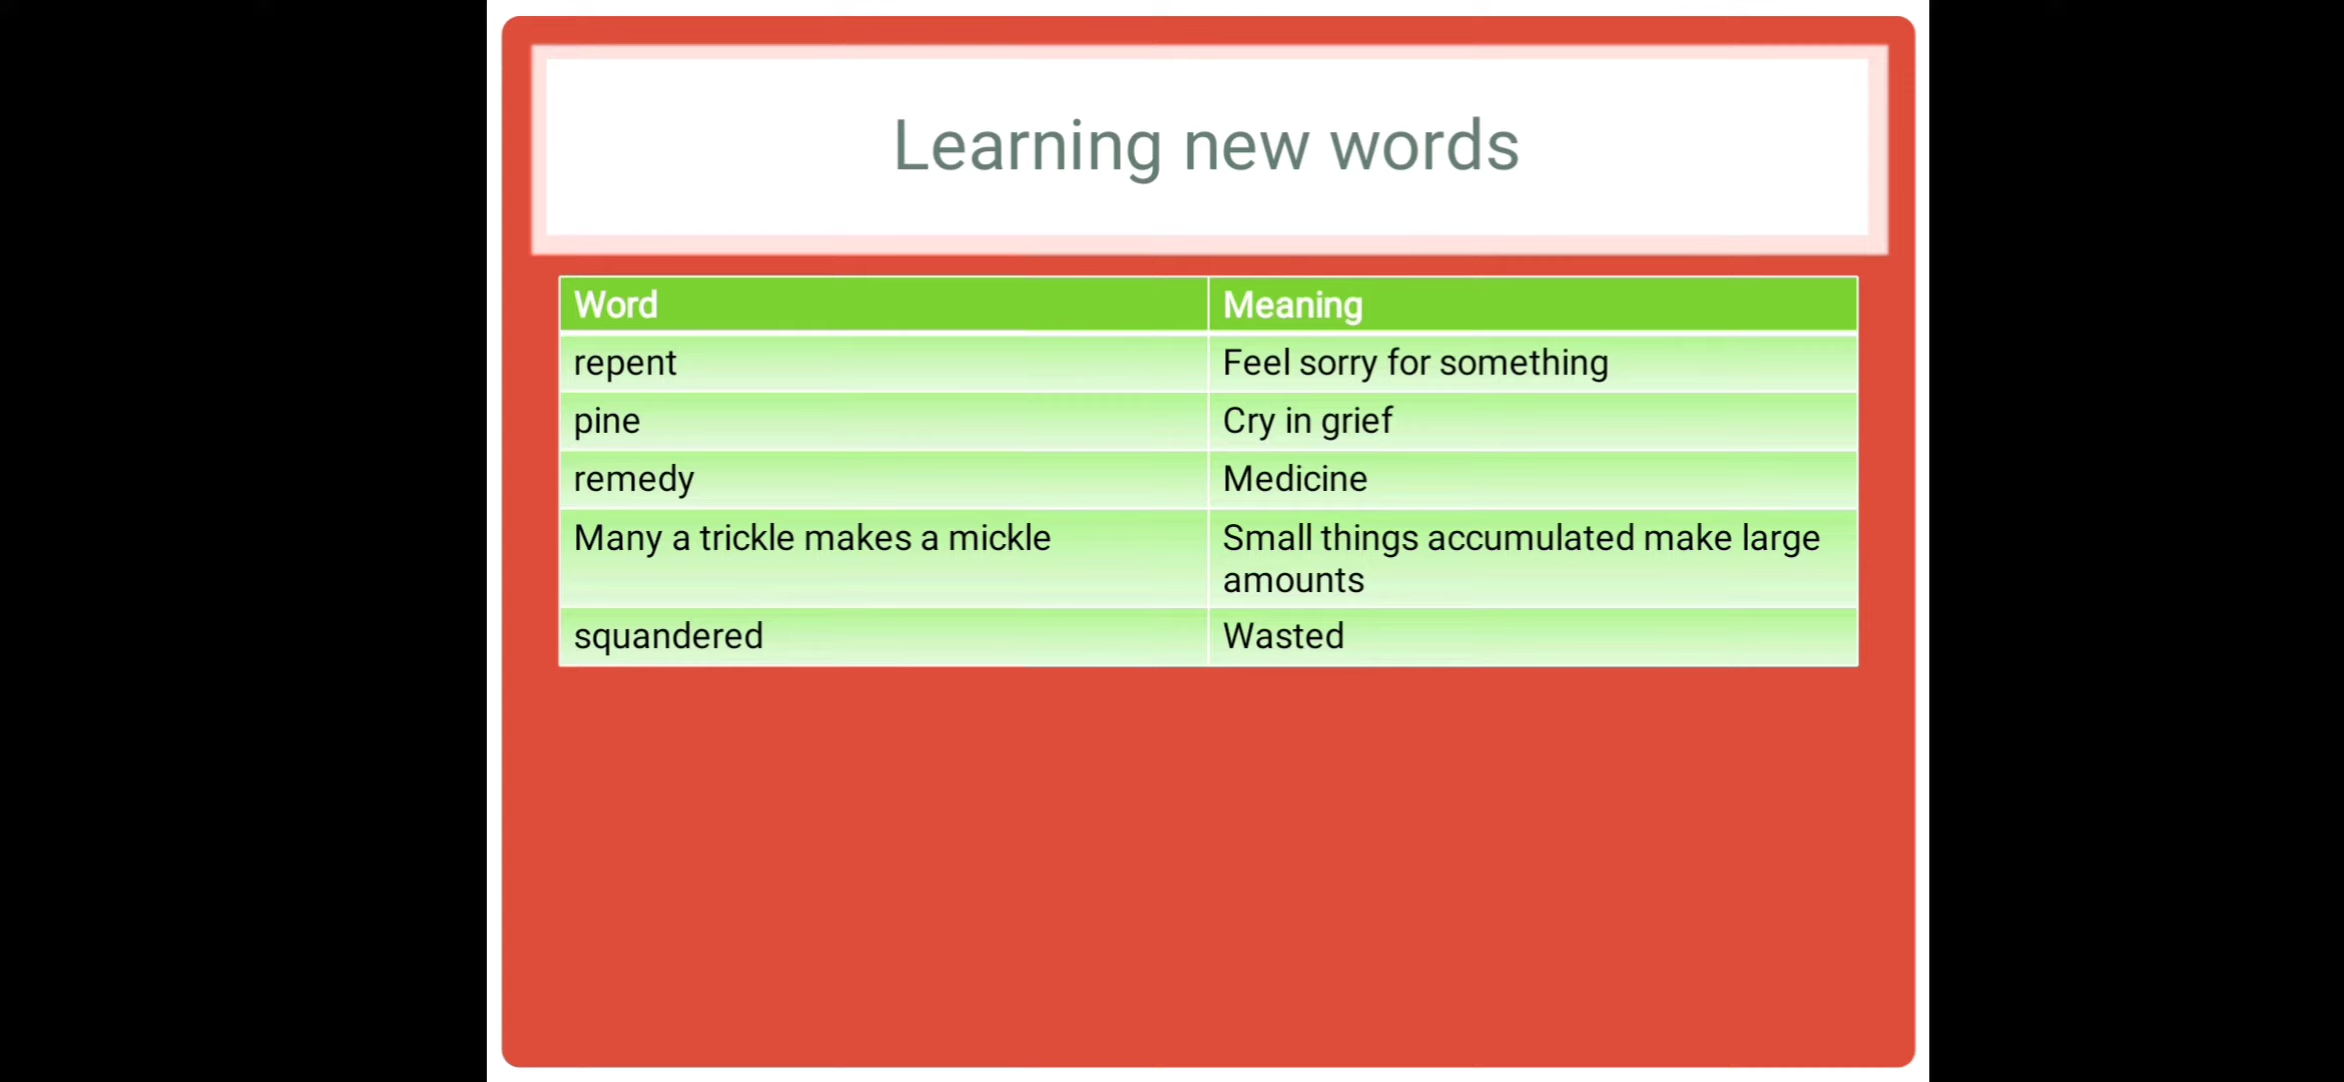 Learning new words
Word Meaning
repent Feel sorry for something
pine Cry in grief
remedy Medicine
Many a trickle makes a mickle Small things accumulated make large
amounts
squandered Wasted